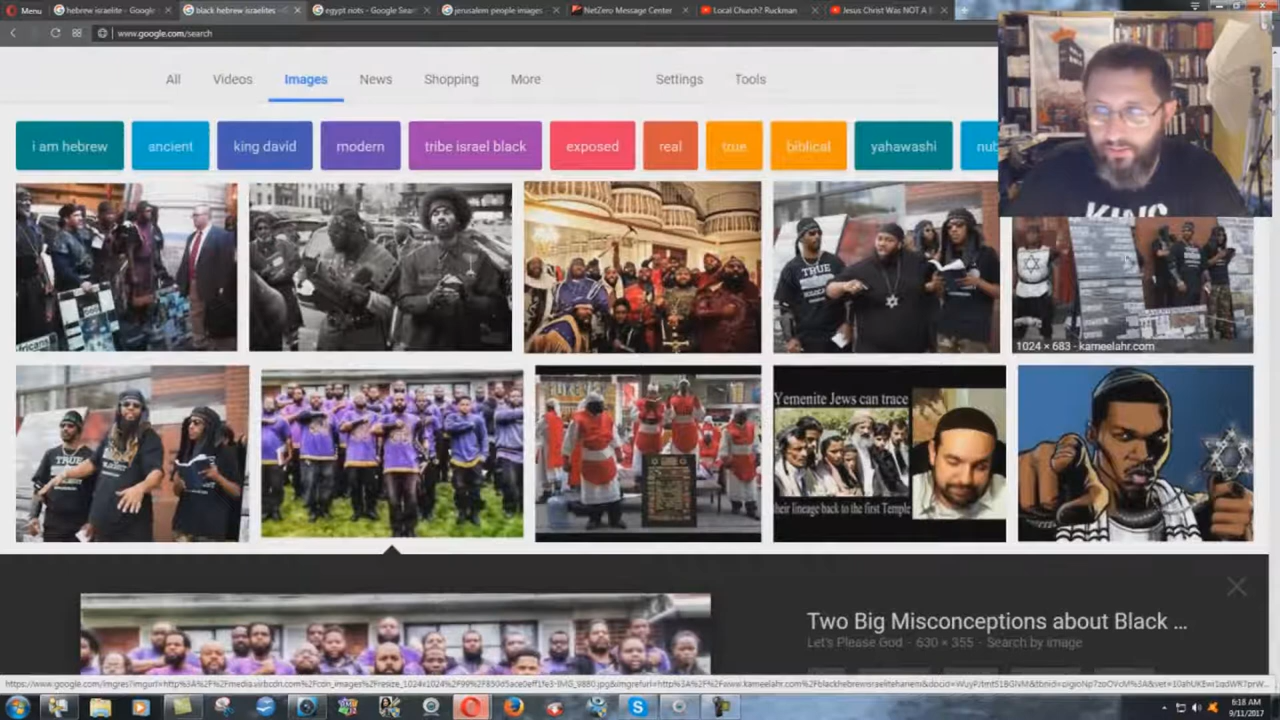 Menu
hebrew israelite - Google
black hebrew israelites
egypt riots - Google Sear
jerusalem people images
NetZero Message Center
Local Church? Ruckman
Jesus Christ Was NOT A
www.google.com/search
All
Videos
Images
News
Shopping
More
Settings
Tools
i am hebrew
ancient
king david
modern
tribe israel black
exposed
real
true
biblical
yahawashi
nub
KING
TRUE
1024 × 683 - kameelahr.com
TRUE
Yemenite Jews can trace
their lineage back to the first Temple
Two Big Misconceptions about Black ...
Let's Please God - 630 × 355 - Search by image
6:18 AM
9/11/2017